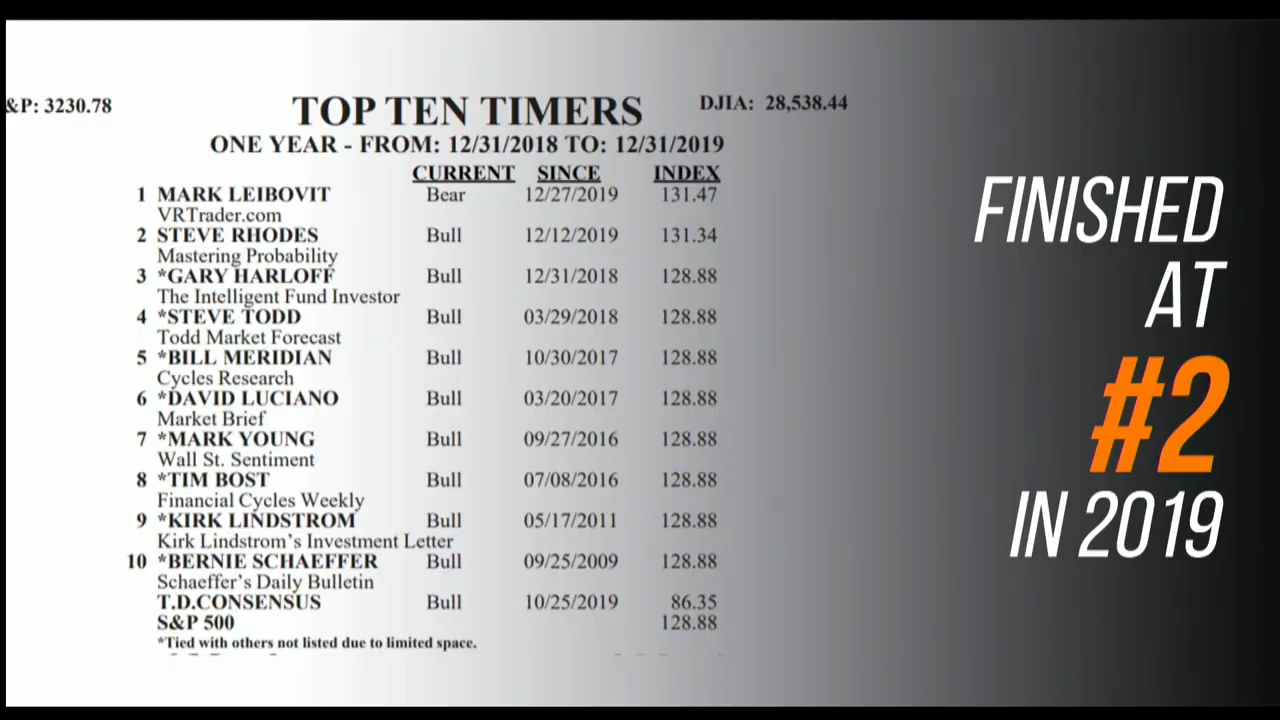 &P: 3230.78
TOP TEN TIMERS
DJIA: 28,538.44
ONE YEAR - FROM: 12/31/2018 TO: 12/31/2019
CURRENT SINCE INDEX
1 MARK LEIBOVIT Bear 12/27/2019 131.47
VRTrader.com
2 STEVE RHODES Bull 12/12/2019 131.34
Mastering Probability
3 *GARY HARLOFF Bull 12/31/2018 128.88
The Intelligent Fund Investor
4 *STEVE TODD Bull 03/29/2018 128.88
Todd Market Forecast
5 *BILL MERIDIAN Bull 10/30/2017 128.88
Cycles Research
6 *DAVID LUCIANO Bull 03/20/2017 128.88
Market Brief
7 *MARK YOUNG Bull 09/27/2016 128.88
Wall St. Sentiment
8 *TIM BOST Bull 07/08/2016 128.88
Financial Cycles Weekly
9 *KIRK LINDSTROM Bull 05/17/2011 128.88
Kirk Lindstrom's Investment Letter
10 *BERNIE SCHAEFFER Bull 09/25/2009 128.88
Schaeffer's Daily Bulletin
T.D.CONSENSUS Bull 10/25/2019 86.35
S&P 500 128.88
*Tied with others not listed due to limited space.
FINISHED
AT
#2
IN 2019